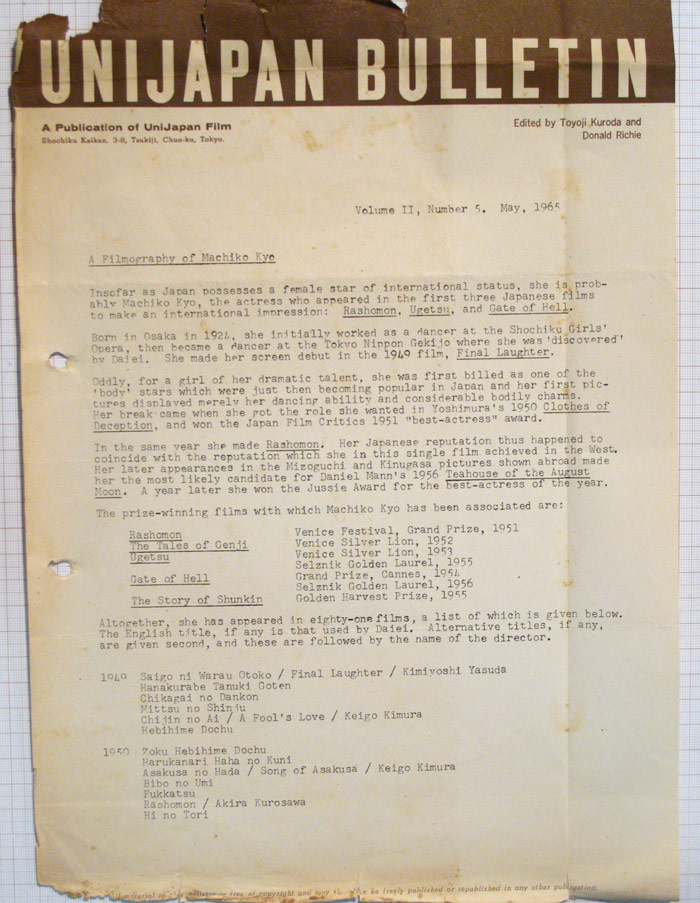 UNIJAPAN BULLETIN
A Publication of UniJapan Film
Shochiku Kaikan, 3-8, Tsukiji, Chuo-ku, Tokyo.
Edited by Toyoji Kuroda and
Donald Richie
Volume II, Number 5. May, 1965
A Filmography of Machiko Kyo
Insofar as Japan possesses a female star of international status, she is prob-
ably Machiko Kyo, the actress who appeared in the first three Japanese films
to make an international impression: Rashomon, Ugetsu, and Gate of Hell.
Born in Osaka in 1924, she initially worked as a dancer at the Shochiku Girls'
Opera, then became a dancer at the Tokyo Nippon Gekijo where she was 'discovered'
by Daiei. She made her screen debut in the 1949 film, Final Laughter.
Oddly, for a girl of her dramatic talent, she was first billed as one of the
'body' stars which were just then becoming popular in Japan and her first pic-
tures displayed merely her dancing ability and considerable bodily charms.
Her break came when she got the role she wanted in Yoshimura's 1950 Clothes of
Deception, and won the Japan Film Critics 1951 "best-actress" award.
In the same year she made Rashomon. Her Japanese reputation thus happened to
coincide with the reputation which she in this single film achieved in the West.
Her later appearances in the Mizoguchi and Kinugasa pictures shown abroad made
her the most likely candidate for Daniel Mann's 1956 Teahouse of the August
Moon. A year later she won the Jussie Award for the best-actress of the year.
The prize-winning films with which Machiko Kyo has been associated are:
Rashomon Venice Festival, Grand Prize, 1951
The Tales of Genji Venice Silver Lion, 1952
Ugetsu Venice Silver Lion, 1953
Selznik Golden Laurel, 1955
Gate of Hell Grand Prize, Cannes, 1954
Selznik Golden Laurel, 1956
The Story of Shunkin Golden Harvest Prize, 1955
Altogether, she has appeared in eighty-one films, a list of which is given below.
The English title, if any is that used by Daiei. Alternative titles, if any,
are given second, and these are followed by the name of the director.
1949 Saigo ni Warau Otoko / Final Laughter / Kimiyoshi Yasuda
Hanakurabe Tanuki Goten
Chikagai no Dankon
Mittsu no Shinju
Chijin no Ai / A Fool's Love / Keigo Kimura
Hebihime Dochu
1950 Zoku Hebihime Dochu
Harukanari Haha no Kuni
Asakusa no Hada / Song of Asakusa / Keigo Kimura
Bibo no Umi
Fukkatsu
Rashomon / Akira Kurosawa
Hi no Tori
material in this free of copyright and may be freely published or republished in any other publication.